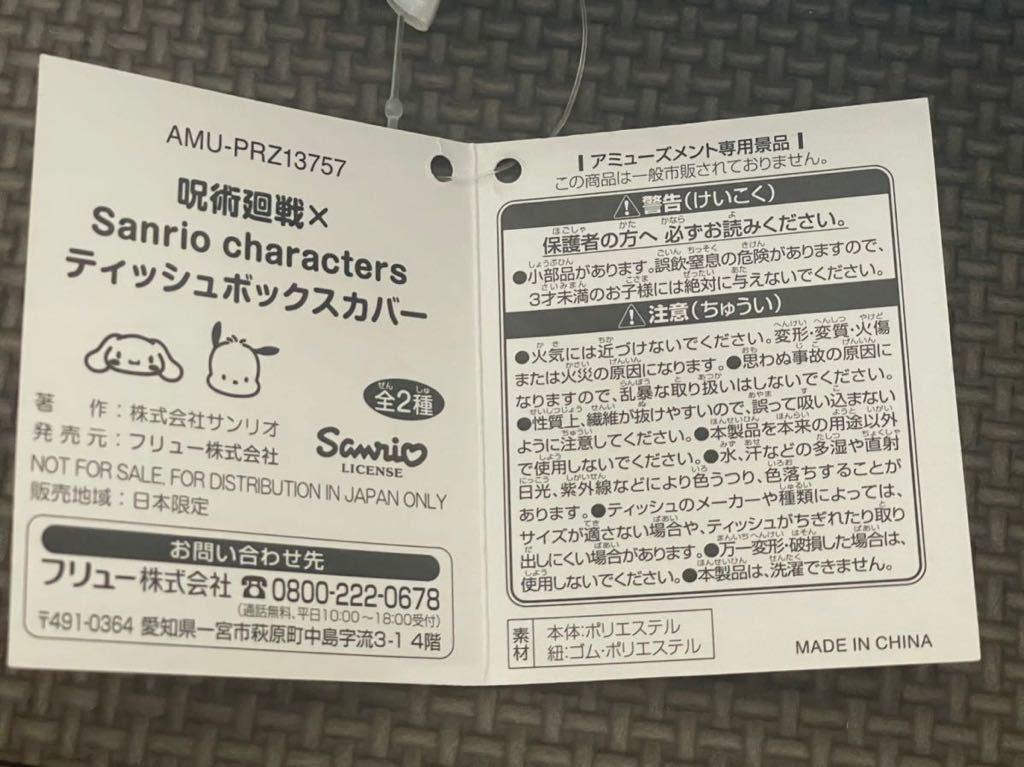 AMU-PRZ13757
呪術廻戦×
Sanrio characters
ティッシュボックスカバー
全2種
著 作：株式会社サンリオ
発売元：フリュー株式会社
Sanrio
LICENSE
NOT FOR SALE, FOR DISTRIBUTION IN JAPAN ONLY
販売地域：日本限定
お問い合わせ先
フリュー株式会社 ☎0800-222-0678
(通話無料、平日10:00～18:00受付)
〒491-0364 愛知県一宮市萩原町中島字流3-1 4階
アミューズメント専用景品
この商品は一般市販されておりません。
⚠警告(けいこく)
保護者の方へ 必ずお読みください。
●小部品があります。誤飲窒息の危険がありますので、
3才未満のお子様には絶対に与えないでください。
⚠注意(ちゅうい)
●火気には近づけないでください。変形・変質・火傷
または火災の原因になります。●思わぬ事故の原因に
なりますので、乱暴な取り扱いはしないでください。
●性質上、繊維が抜けやすいので、誤って吸い込まない
ように注意してください。●本製品を本来の用途以外
で使用しないでください。●水、汗などの多湿や直射
日光、紫外線などにより色うつり、色落ちすることが
あります。●ティッシュのメーカーや種類によっては、
サイズが適さない場合や、ティッシュがちぎれたり取り
出しにくい場合があります。●万一変形・破損した場合は、
使用しないでください。●本製品は、洗濯できません。
素材 本体：ポリエステル
紐：ゴム・ポリエステル
MADE IN CHINA